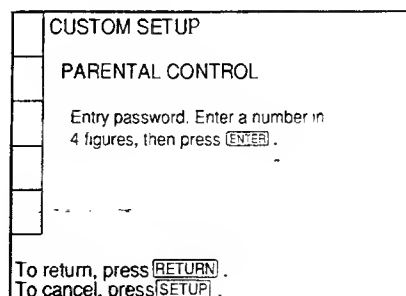 CUSTOM SETUP
PARENTAL CONTROL
Entry password. Enter a number in
4 figures, then press ENTER .
To return, press RETURN .
To cancel, press SETUP .